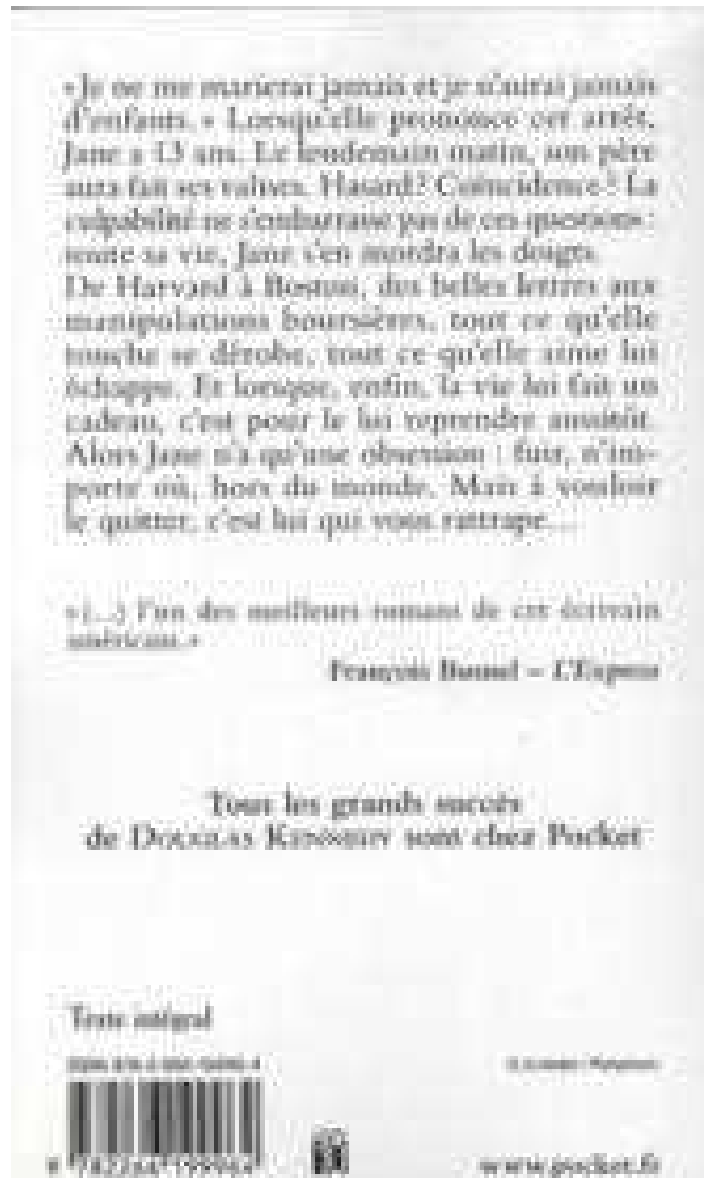 « Je ne me marierai jamais et je n'aurai jamais
d'enfants. » Lorsqu'elle prononce cet arrêt,
Jane a 13 ans. Le lendemain matin, son père
aura fait ses valises. Hasard ? Coïncidence ? La
culpabilité ne s'embarrasse pas de ces questions :
toute sa vie, Jane s'en mordra les doigts.
De Harvard à Boston, des belles lettres aux
manipulations boursières, tout ce qu'elle
touche se dérobe, tout ce qu'elle aime lui
échappe. Et lorsque, enfin, la vie lui fait un
cadeau, c'est pour le lui reprendre aussitôt.
Alors Jane n'a qu'une obsession : fuir, n'im-
porte où, hors du monde. Mais à vouloir
le quitter, c'est lui qui vous rattrape...
« (...) l'un des meilleurs romans de cet écrivain
américain. »
François Busnel – L'Express
Tous les grands succès
de DOUGLAS KENNEDY sont chez Pocket
Texte intégral
www.pocket.fr